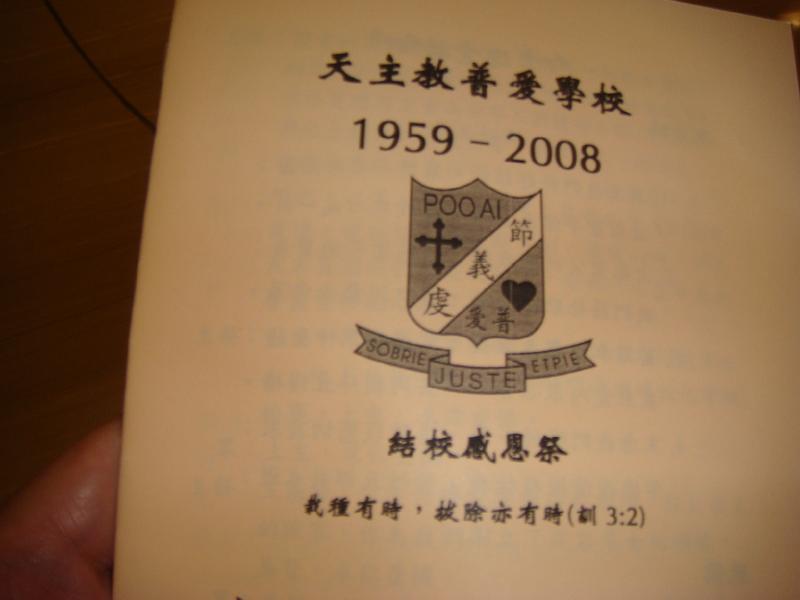 天主教普愛學校
1959 - 2008
POO AI
節
義
虔
愛普
SOBRIE JUSTE ETPIE
結校感恩祭
栽種有時，拔除亦有時(訓 3:2)